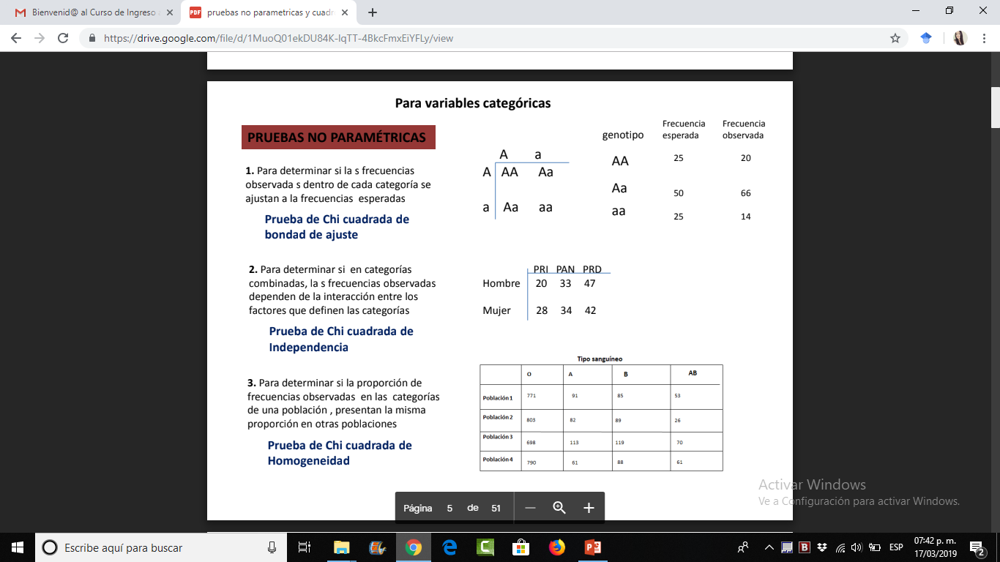 Bienvenid@ al Curso de Ingreso
pruebas no parametricas y cuadr
https://drive.google.com/file/d/1MuoQ01ekDU84K-IqTT-4BkcFmxEiYFLy/view
Para variables categóricas
PRUEBAS NO PARAMÉTRICAS
1. Para determinar si la s frecuencias
observada s dentro de cada categoría se
ajustan a la frecuencias esperadas
Prueba de Chi cuadrada de
bondad de ajuste
A a
A AA Aa
a Aa aa
genotipo Frecuencia esperada Frecuencia observada
AA 25 20
Aa 50 66
aa 25 14
2. Para determinar si en categorías
combinadas, la s frecuencias observadas
dependen de la interacción entre los
factores que definen las categorías
Prueba de Chi cuadrada de
Independencia
PRI PAN PRD
Hombre 20 33 47
Mujer 28 34 42
3. Para determinar si la proporción de
frecuencias observadas en las categorías
de una población , presentan la misma
proporción en otras poblaciones
Prueba de Chi cuadrada de
Homogeneidad
Tipo sanguíneo
O A B AB
Población 1 771 91 85 53
Población 2 803 82 89 26
Población 3 698 113 119 70
Población 4 790 61 88 61
Activar Windows
Ve a Configuración para activar Windows.
Página 5 de 51
Escribe aquí para buscar
ESP
07:42 p. m.
17/03/2019
2